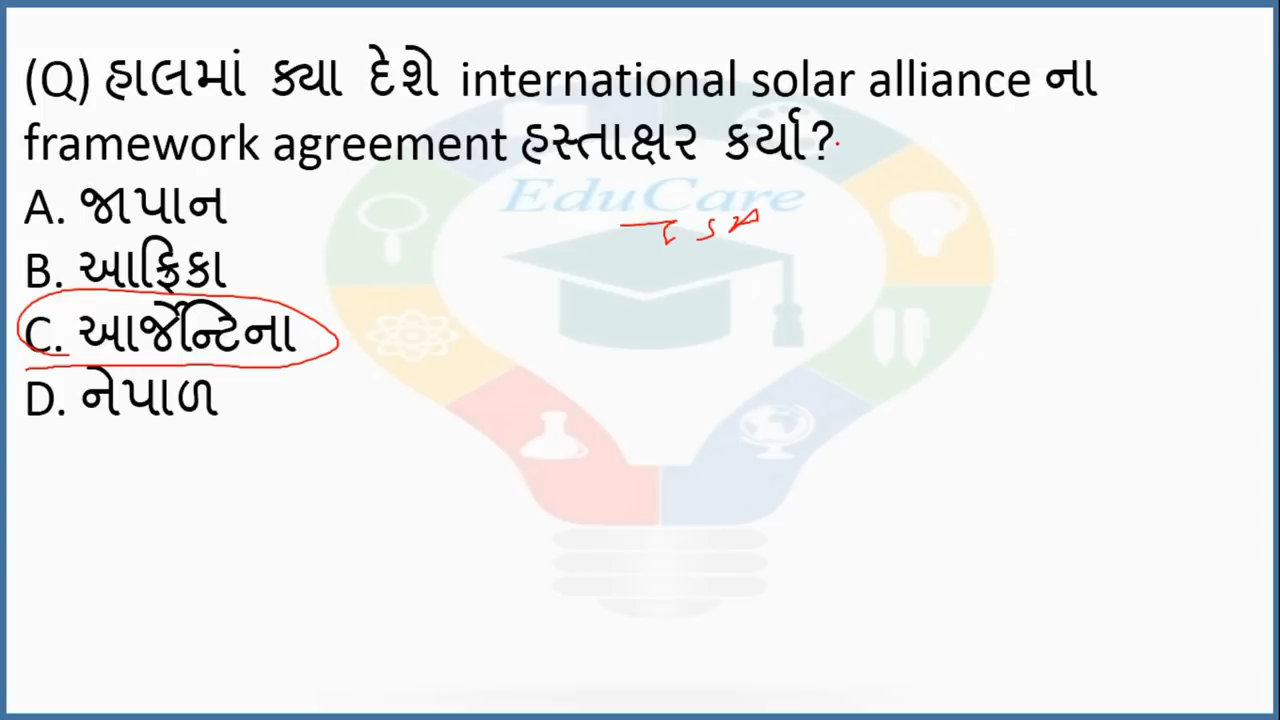 (Q) હાલમાં ક્યા દેશે international solar alliance ના
framework agreement હસ્તાક્ષર કર્યા?
EduCare
A. જાપાન
B. આફ્રિકા
C. આર્જેન્ટિના
D. નેપાળ